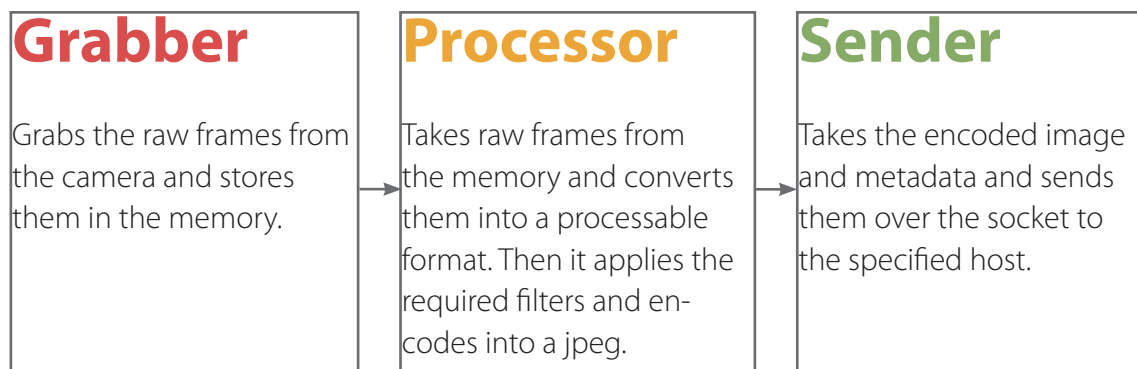 Grabber
Grabs the raw frames from
the camera and stores
them in the memory.
Processor
Takes raw frames from
the memory and converts
them into a processable
format. Then it applies the
required filters and en-
codes into a jpeg.
Sender
Takes the encoded image
and metadata and sends
them over the socket to
the specified host.